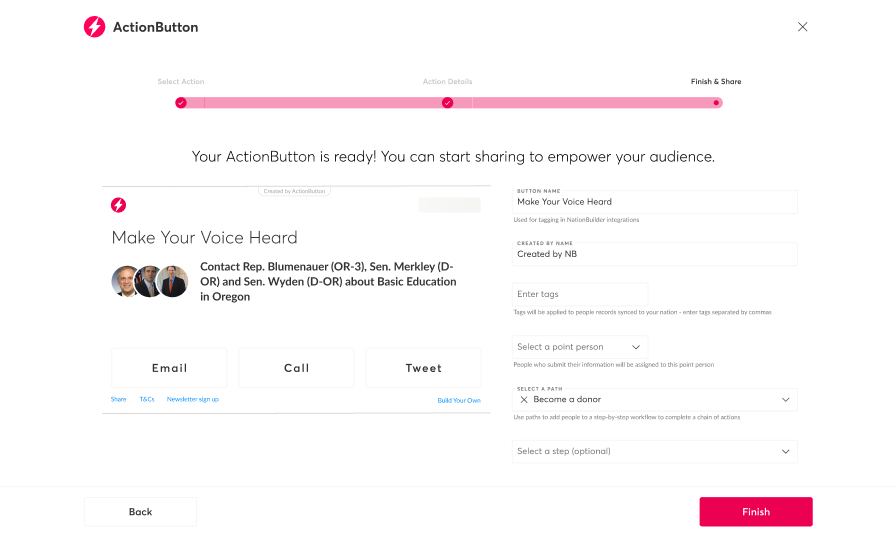 ActionButton
Select Action
Action Details
Finish & Share
Your ActionButton is ready! You can start sharing to empower your audience.
Created by ActionButton
Make Your Voice Heard
Contact Rep. Blumenauer (OR-3), Sen. Merkley (D-
OR) and Sen. Wyden (D-OR) about Basic Education
in Oregon
Email
Call
Tweet
Share
T&Cs
Newsletter sign up
Build Your Own
BUTTON NAME
Make Your Voice Heard
Used for tagging in NationBuilder integrations
CREATED BY NAME
Created by NB
Enter tags
Tags will be applied to people records synced to your nation - enter tags separated by commas
Select a point person
People who submit their information will be assigned to this point person
SELECT A PATH
Become a donor
Use paths to add people to a step-by-step workflow to complete a chain of actions
Select a step (optional)
Back
Finish